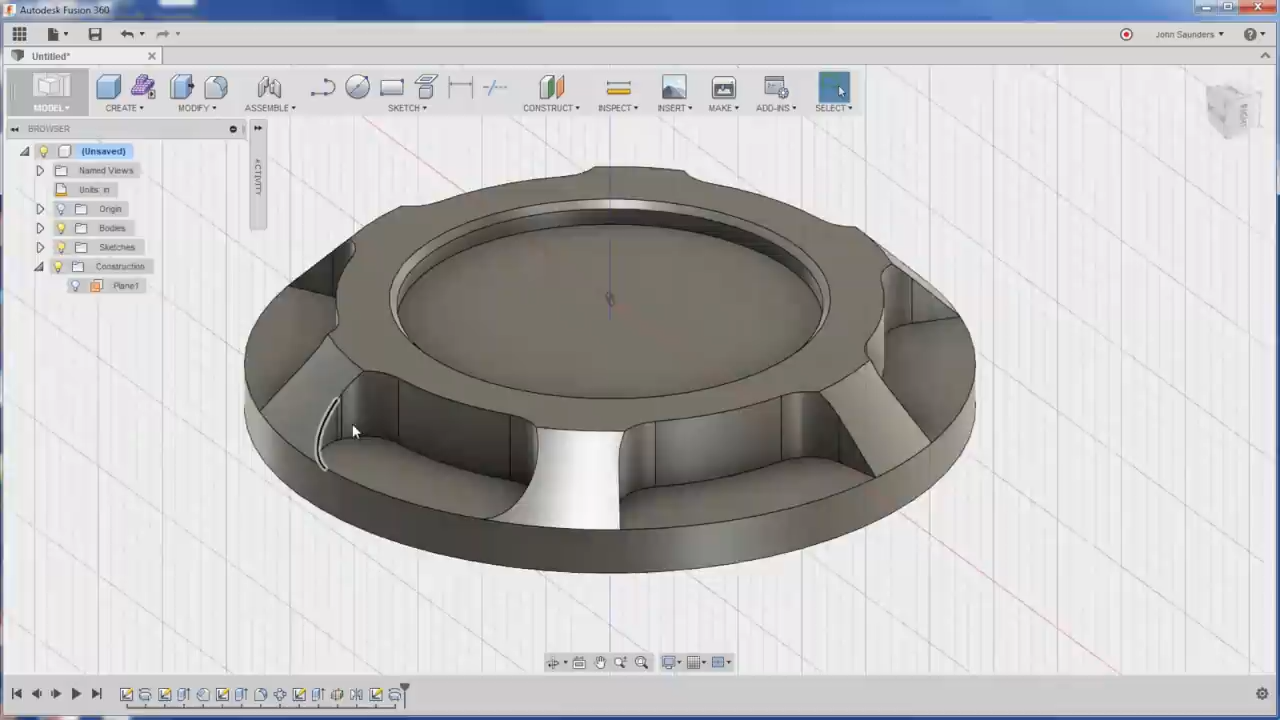 Autodesk Fusion 360
John Saunders
Untitled*
MODEL
CREATE
MODIFY
ASSEMBLE
SKETCH
CONSTRUCT
INSPECT
INSERT
MAKE
ADD-INS
SELECT
BROWSER
ACTIVITY
(Unsaved)
Named Views
Units: in
Origin
Bodies
Sketches
Construction
Plane1